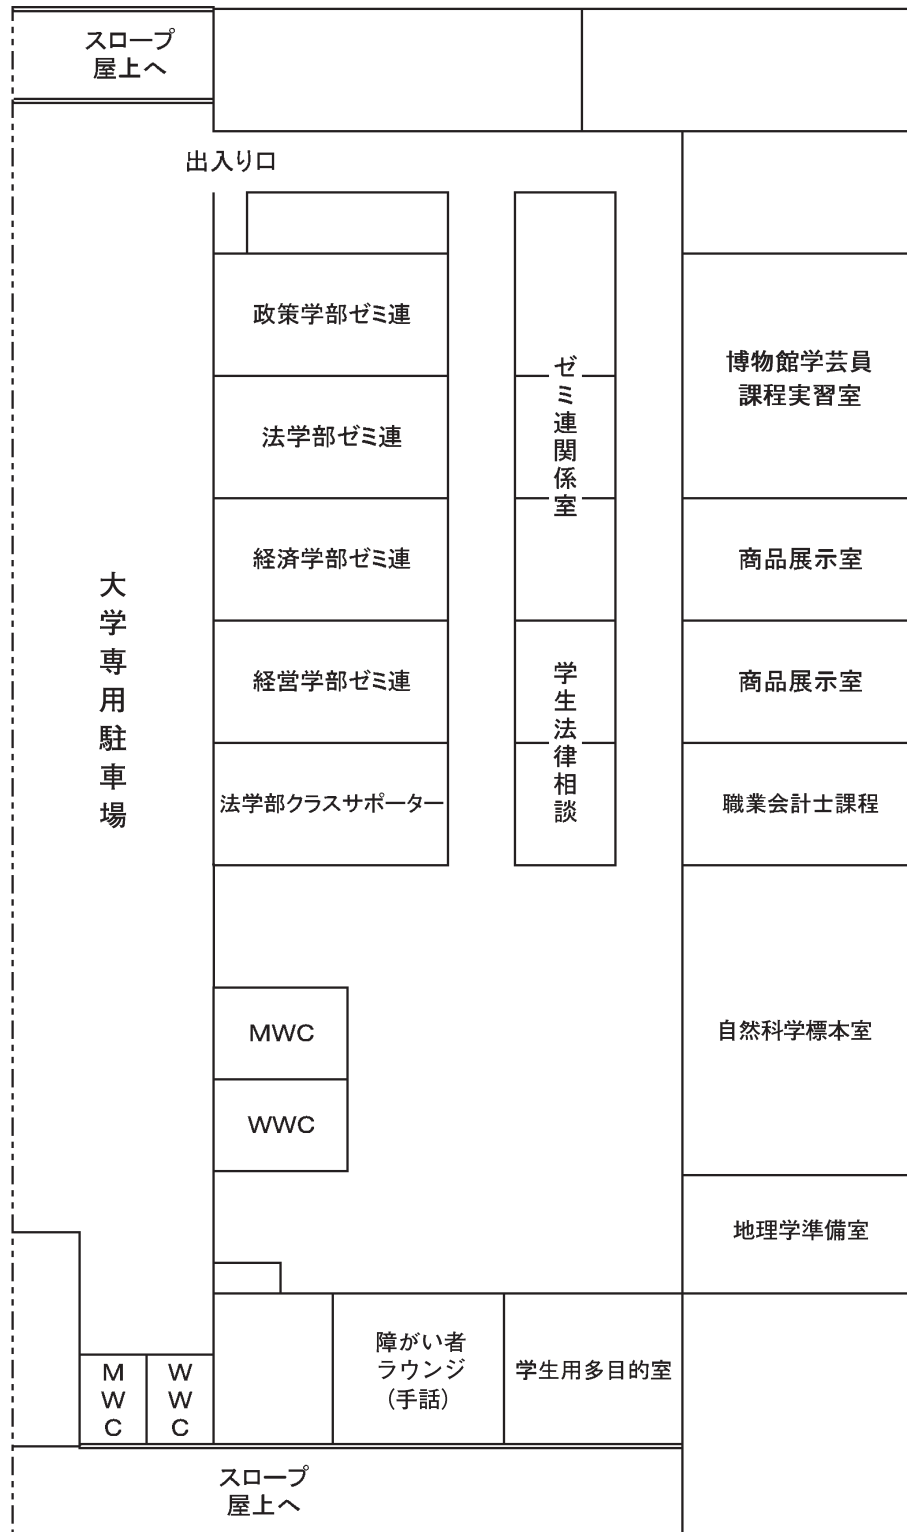 スロープ
屋上へ
出入り口
政策学部ゼミ連
法学部ゼミ連
経済学部ゼミ連
経営学部ゼミ連
法学部クラスサポーター
ゼミ連関係室
学生法律相談
博物館学芸員
課程実習室
商品展示室
商品展示室
職業会計士課程
自然科学標本室
地理学準備室
大学専用駐車場
MWC
WWC
MWC
WWC
障がい者
ラウンジ
(手話)
学生用多目的室
スロープ
屋上へ